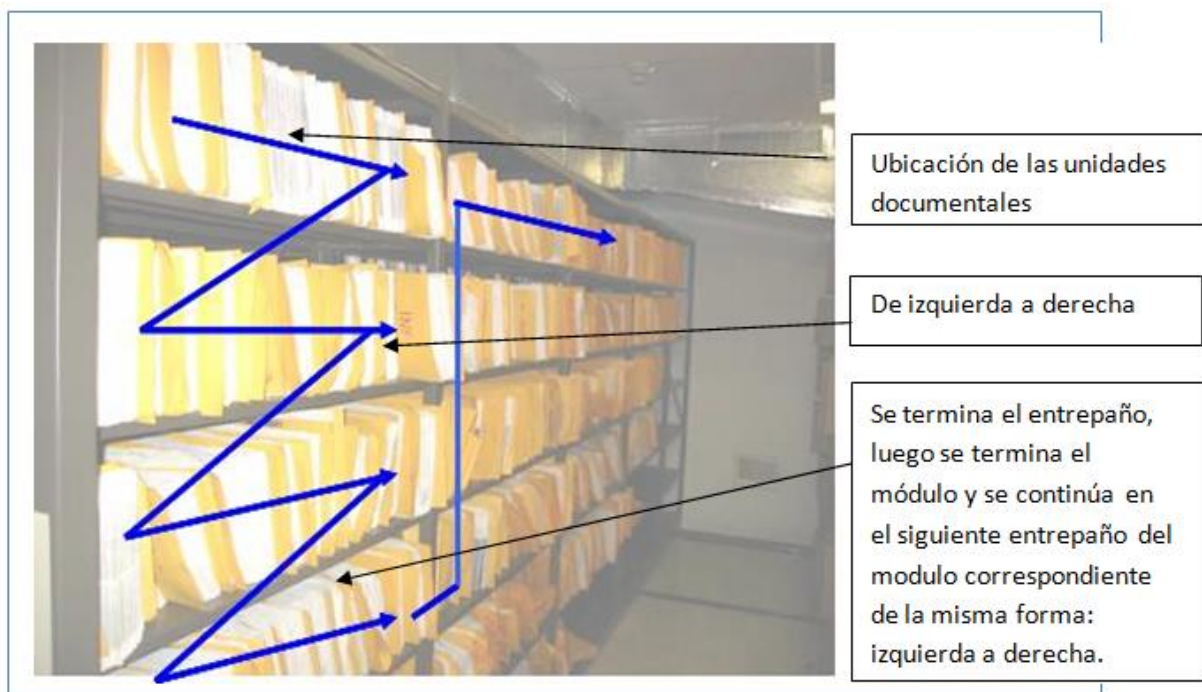 Ubicación de las unidades
documentales
De izquierda a derecha
Se termina el entrepaño,
luego se termina el
módulo y se continúa en
el siguiente entrepaño del
modulo correspondiente
de la misma forma:
izquierda a derecha.